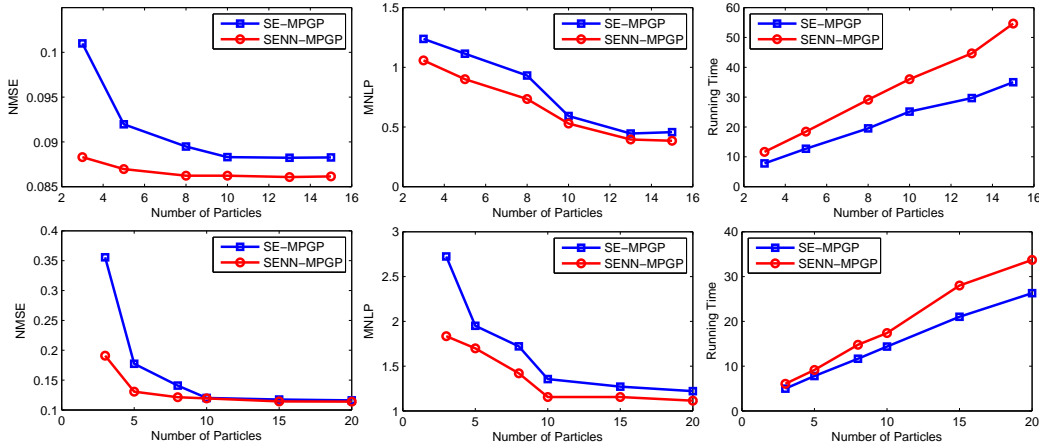 SE−MPGP
SENN−MPGP
0.1
0.095
0.09
0.085
NMSE
2 4 6 8 10 12 14 16
Number of Particles
SE−MPGP
SENN−MPGP
1.5
1
0.5
0
MNLP
2 4 6 8 10 12 14 16
Number of Particles
SE−MPGP
SENN−MPGP
60
50
40
30
20
10
0
Running Time
2 4 6 8 10 12 14 16
Number of Particles
SE−MPGP
SENN−MPGP
0.4
0.35
0.3
0.25
0.2
0.15
0.1
NMSE
0 5 10 15 20
Number of Particles
SE−MPGP
SENN−MPGP
3
2.5
2
1.5
1
MNLP
0 5 10 15 20
Number of Particles
SE−MPGP
SENN−MPGP
40
30
20
10
0
Running Time
0 5 10 15 20
Number of Particles